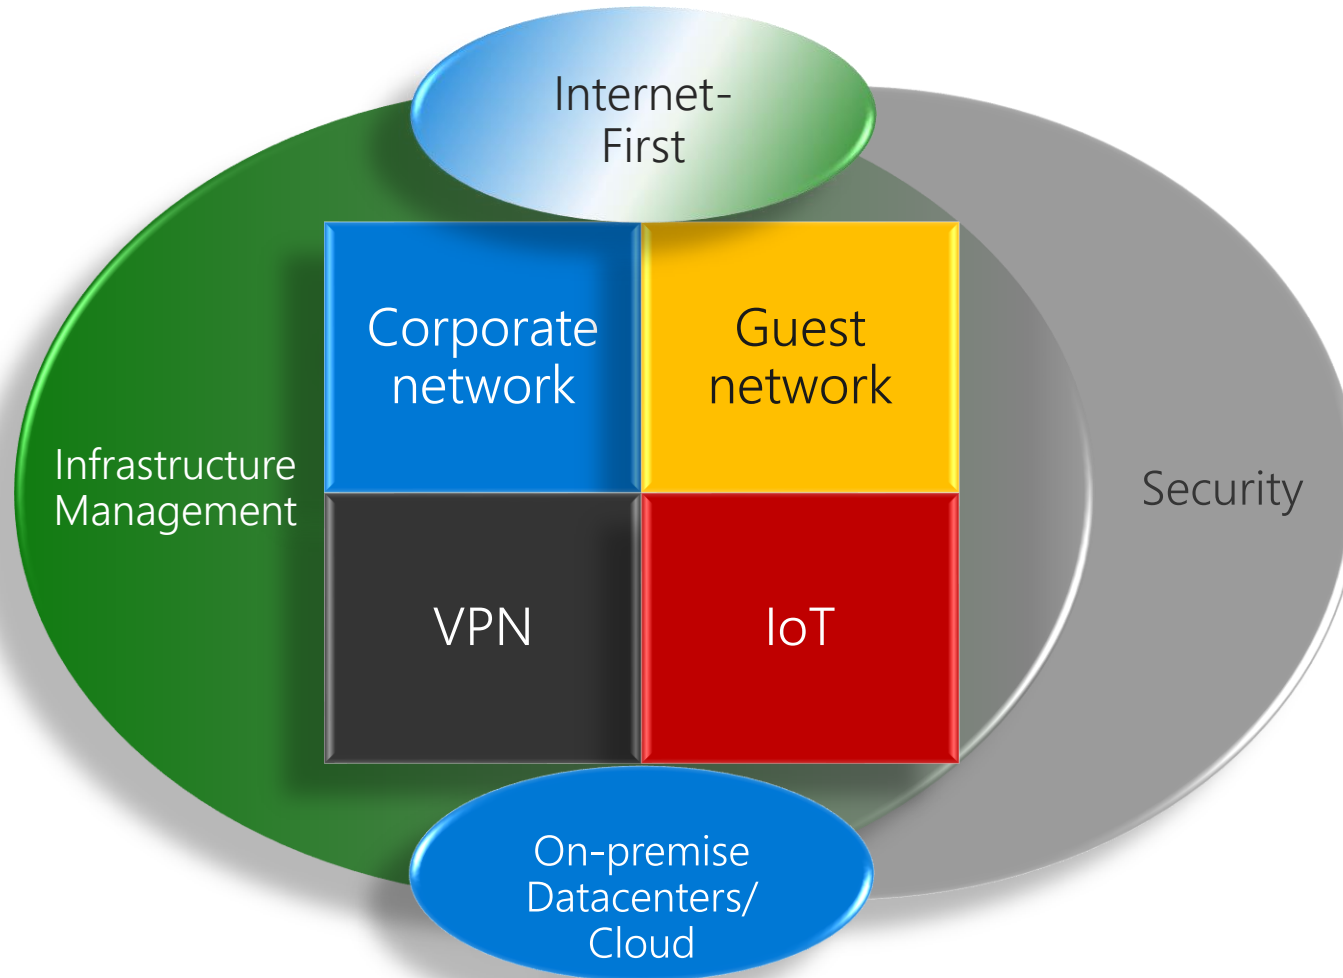 Internet-
First
Corporate
network
Guest
network
Infrastructure
Management
Security
VPN
IoT
On-premise
Datacenters/
Cloud